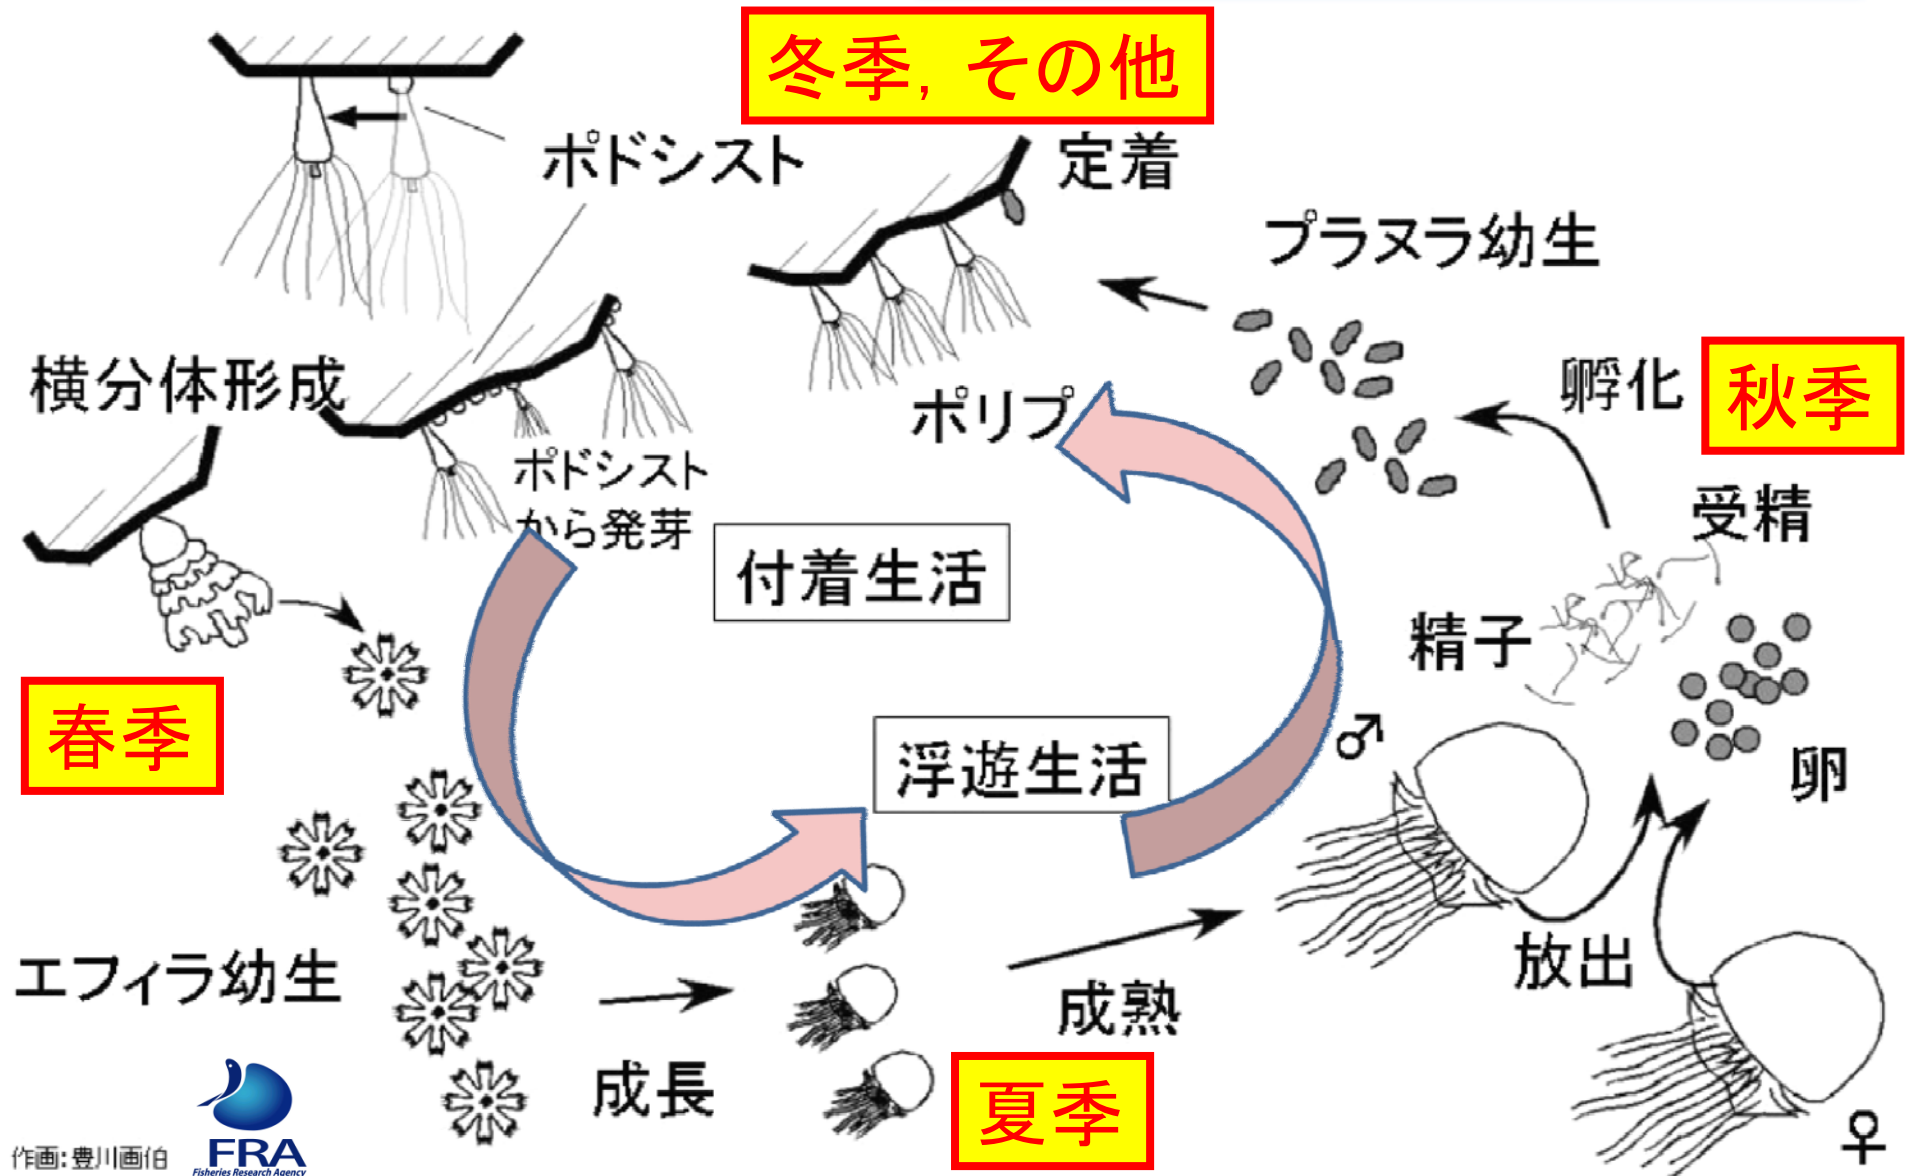 冬季, その他
ポドシスト
定着
プラヌラ幼生
横分体形成
ポリプ
孵化
秋季
ポドシスト
から発芽
受精
付着生活
精子
春季
浮遊生活
♂
卵
エフィラ幼生
放出
成熟
成長
夏季
♀
作画:豊川画伯
FRA
Fisheries Research Agency